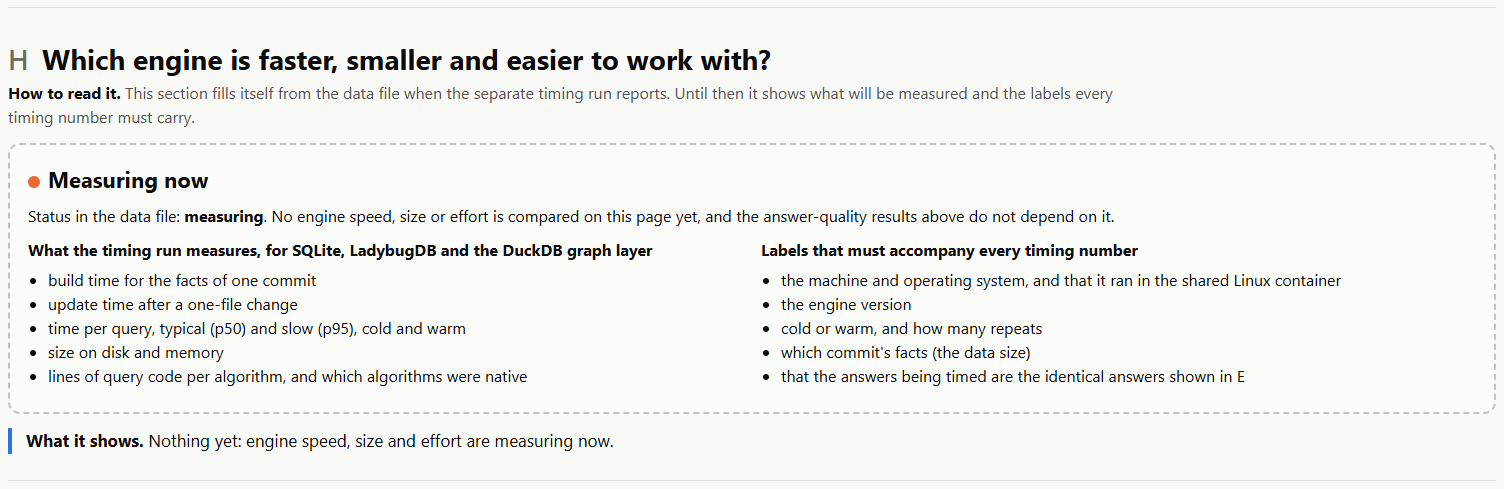 H Which engine is faster, smaller and easier to work with?
How to read it. This section fills itself from the data file when the separate timing run reports. Until then it shows what will be measured and the labels every
timing number must carry.
Measuring now
Status in the data file: measuring. No engine speed, size or effort is compared on this page yet, and the answer-quality results above do not depend on it.
What the timing run measures, for SQLite, LadybugDB and the DuckDB graph layer
• build time for the facts of one commit
• update time after a one-file change
• time per query, typical (p50) and slow (p95), cold and warm
• size on disk and memory
• lines of query code per algorithm, and which algorithms were native
Labels that must accompany every timing number
• the machine and operating system, and that it ran in the shared Linux container
• the engine version
• cold or warm, and how many repeats
• which commit's facts (the data size)
• that the answers being timed are the identical answers shown in E
What it shows. Nothing yet: engine speed, size and effort are measuring now.